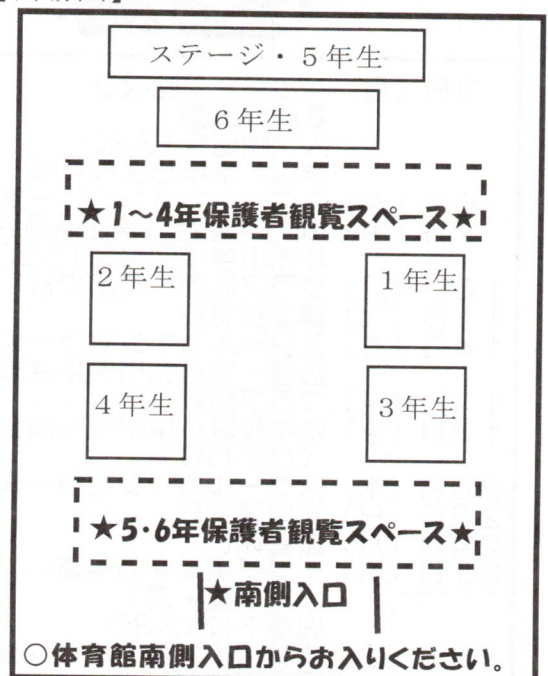 ステージ・５年生
６年生
★1～4年保護者観覧スペース★
２年生
１年生
４年生
３年生
★5・6年保護者観覧スペース★
★南側入口
○体育館南側入口からお入りください。